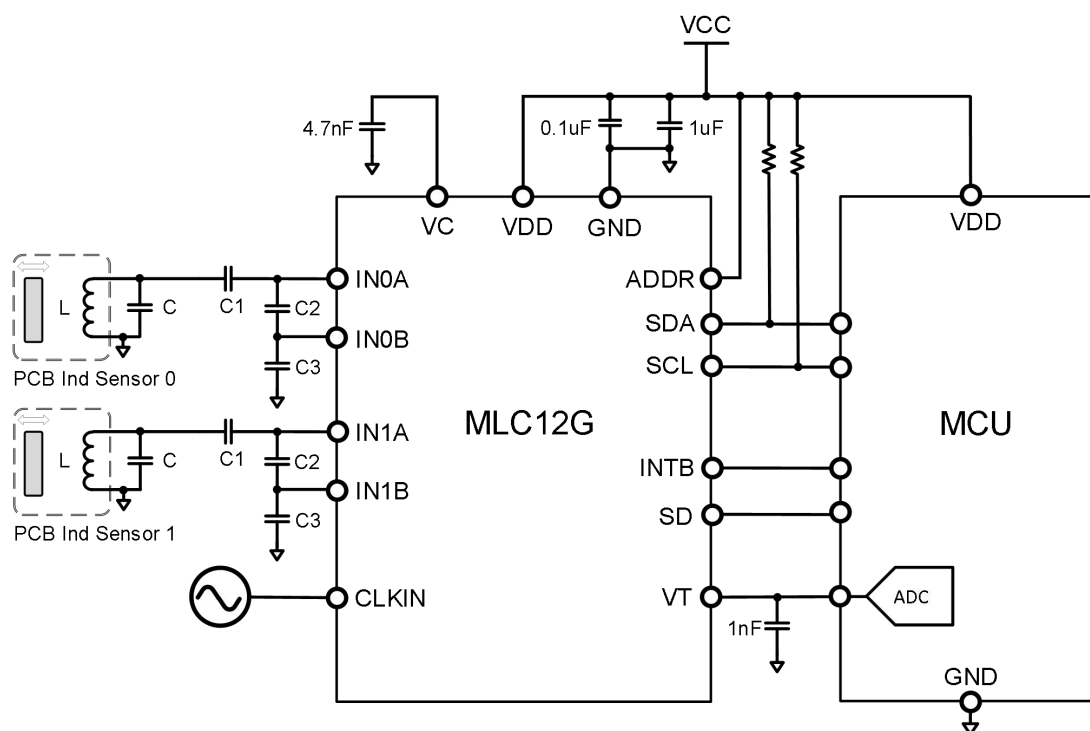 VCC
4.7nF
0.1uF
1uF
VC
VDD
GND
VDD
IN0A
ADDR
L
C
C1
C2
SDA
IN0B
C3
SCL
PCB Ind Sensor 0
MLC12G
MCU
IN1A
L
C
C1
C2
INTB
IN1B
C3
SD
PCB Ind Sensor 1
CLKIN
VT
ADC
1nF
GND